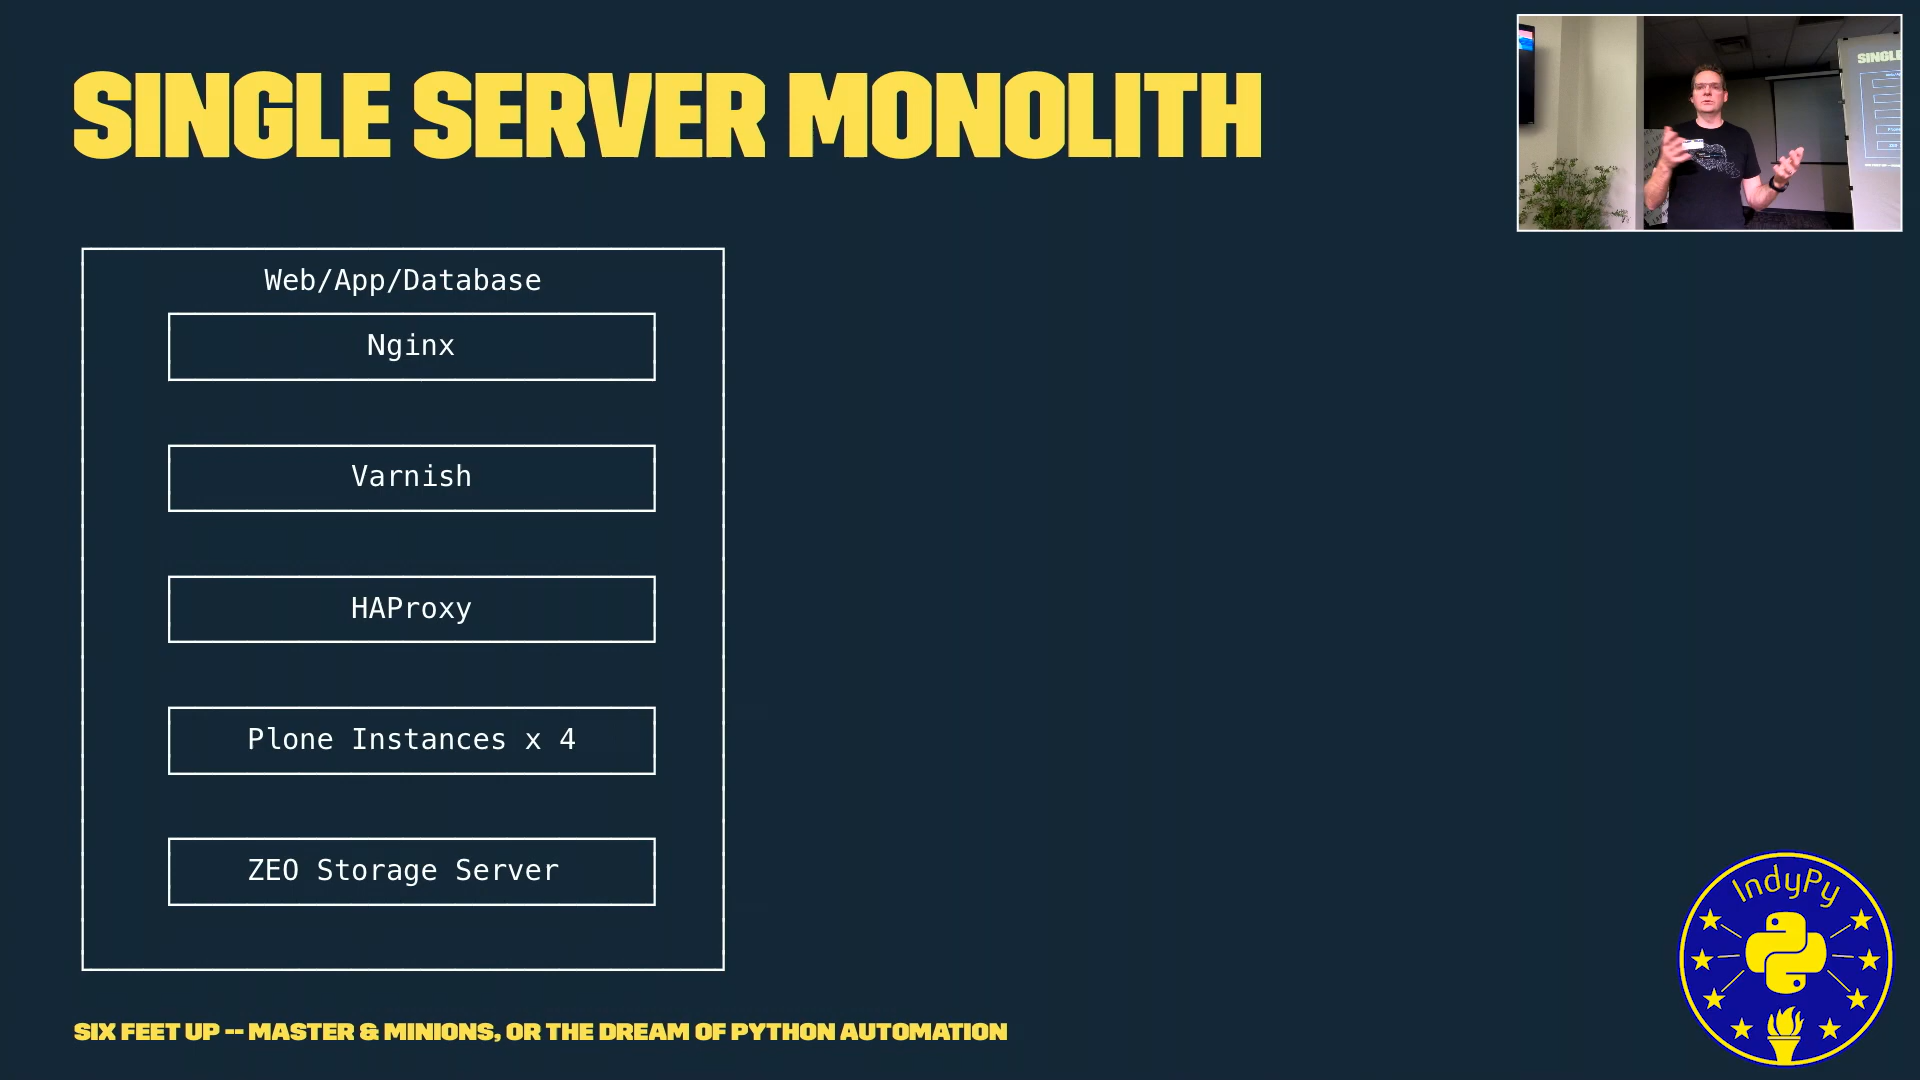 SINGLE SERVER MONOLITH
SINGLE
Web/App/Database
Nginx
Varnish
HAProxy
Plone Instances x 4
ZEO Storage Server
IndyPy
SIX FEET UP -- MASTER & MINIONS, OR THE DREAM OF PYTHON AUTOMATION